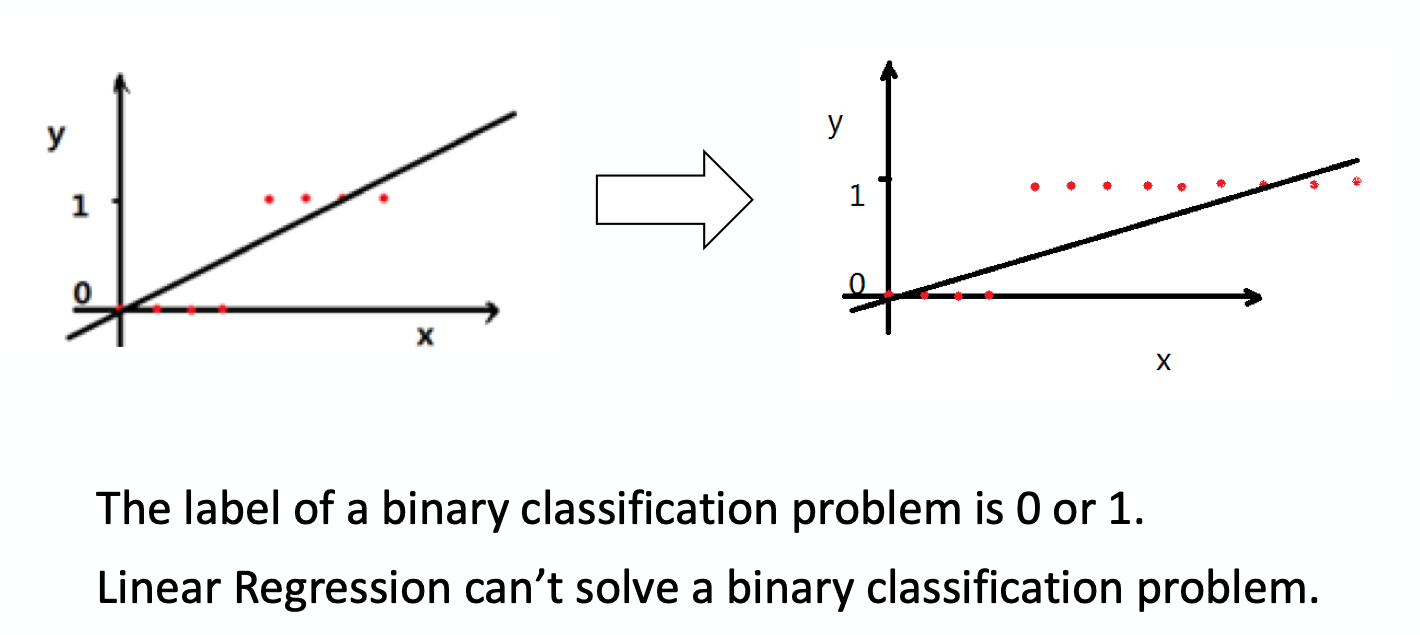 y
1
0
x
y
1
0
x
The label of a binary classification problem is 0 or 1.
Linear Regression can’t solve a binary classification problem.